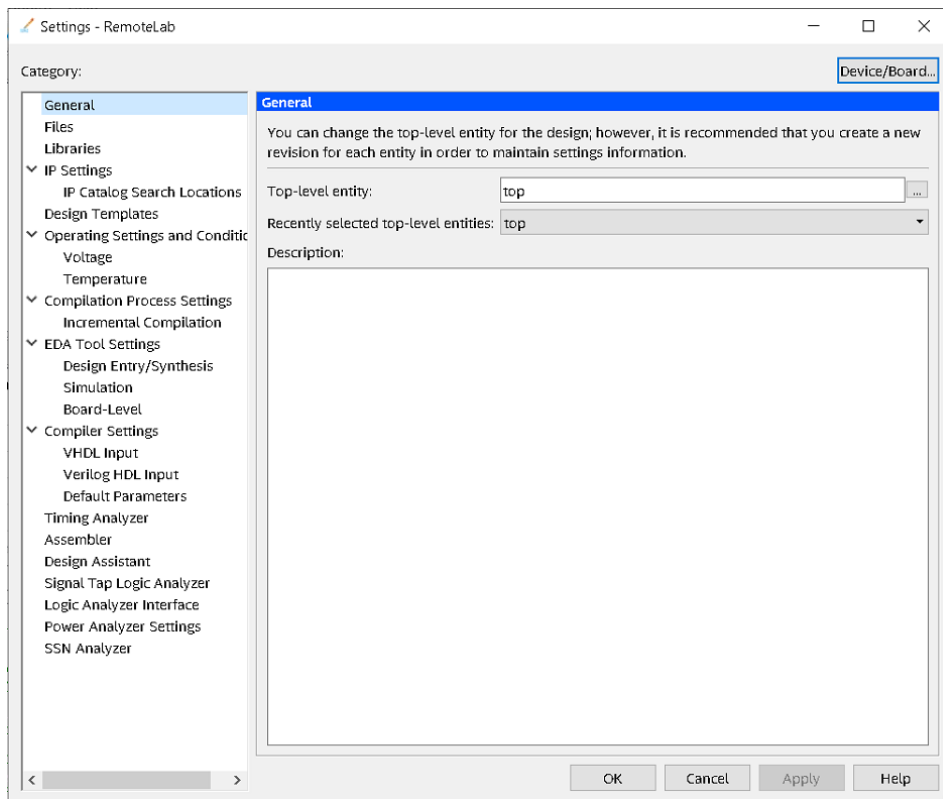 Settings - RemoteLab
Category:
Device/Board...
General
Files
Libraries
IP Settings
IP Catalog Search Locations
Design Templates
Operating Settings and Conditic
Voltage
Temperature
Compilation Process Settings
Incremental Compilation
EDA Tool Settings
Design Entry/Synthesis
Simulation
Board-Level
Compiler Settings
VHDL Input
Verilog HDL Input
Default Parameters
Timing Analyzer
Assembler
Design Assistant
Signal Tap Logic Analyzer
Logic Analyzer Interface
Power Analyzer Settings
SSN Analyzer
General
You can change the top-level entity for the design; however, it is recommended that you create a new
revision for each entity in order to maintain settings information.
Top-level entity: top ...
Recently selected top-level entities: top
Description:
OK Cancel Apply Help